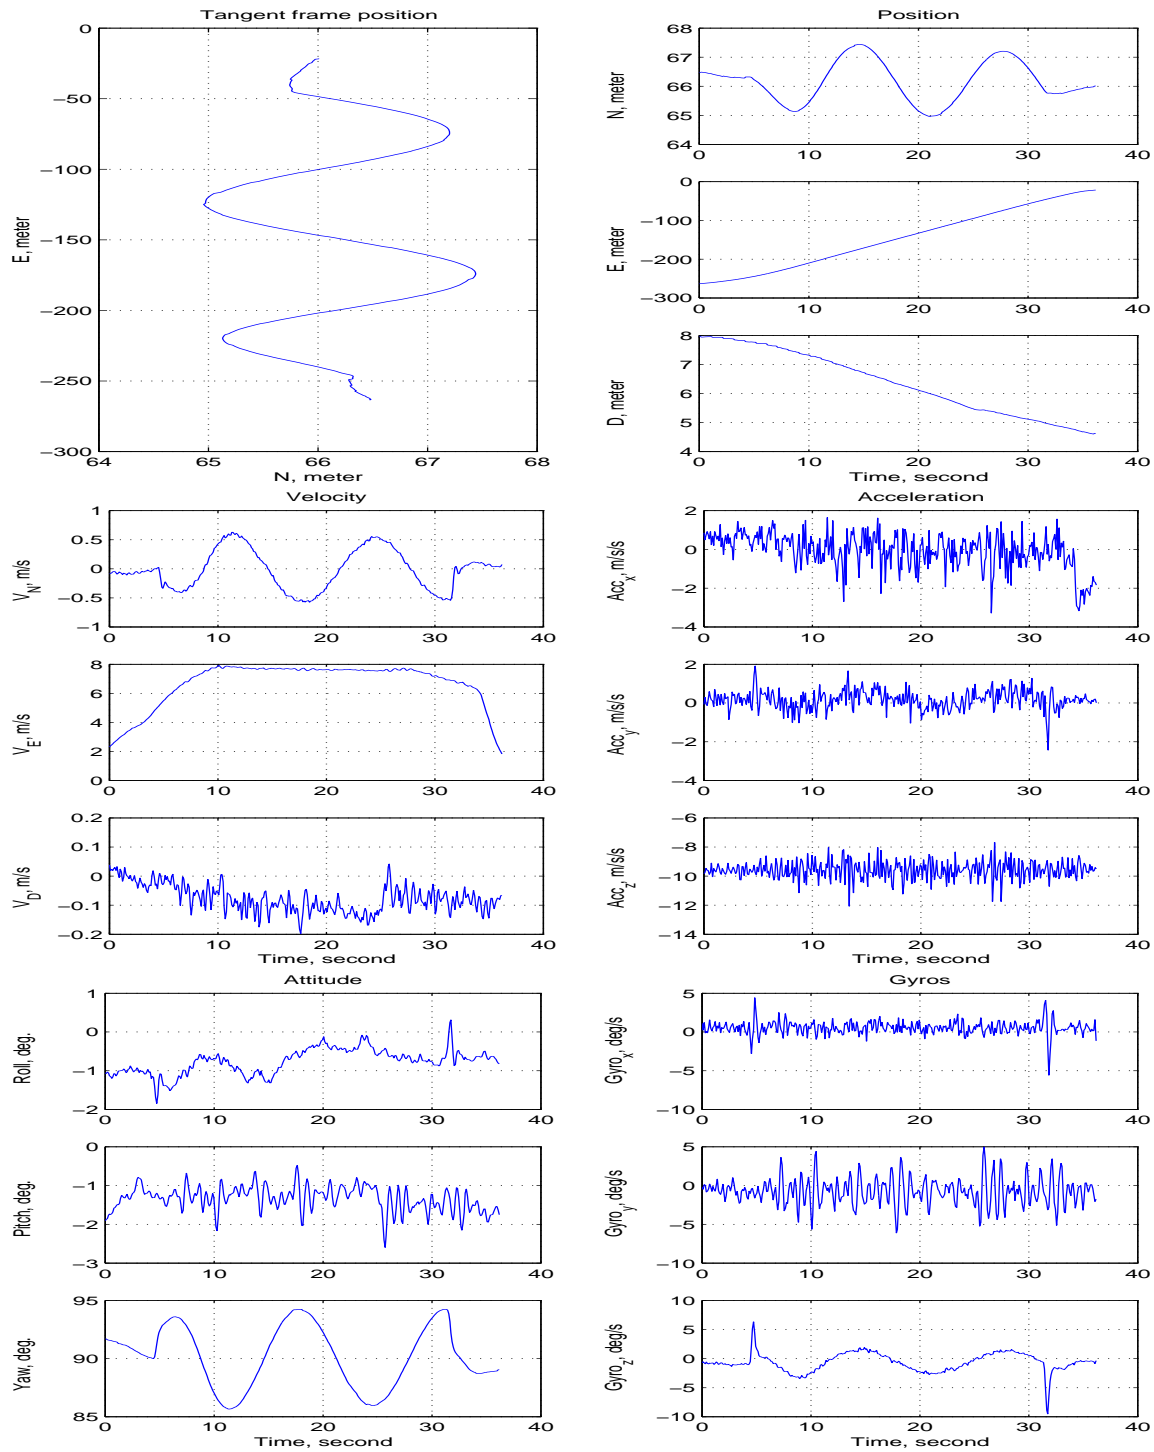 Tangent frame position
0
−50
−100
−150
−200
−250
−300
64 65 66 67 68
E, meter
N, meter
Position
68
67
66
65
64
0 10 20 30 40
N, meter
0
−100
−200
−300
0 10 20 30 40
E, meter
8
7
6
5
4
0 10 20 30 40
D, meter
Time, second
Velocity
1
0.5
0
−0.5
−1
0 10 20 30 40
V_N, m/s
8
6
4
2
0
0 10 20 30 40
V_E, m/s
0.2
0.1
0
−0.1
−0.2
0 10 20 30 40
V_D, m/s
Time, second
Acceleration
2
0
−2
−4
0 10 20 30 40
Acc_x, m/s/s
2
0
−2
−4
0 10 20 30 40
Acc_y, m/s/s
−6
−8
−10
−12
−14
0 10 20 30 40
Acc_z, m/s/s
Time, second
Attitude
1
0
−1
−2
0 10 20 30 40
Roll, deg.
0
−1
−2
−3
0 10 20 30 40
Pitch, deg.
95
90
85
0 10 20 30 40
Yaw, deg.
Time, second
Gyros
5
0
−5
−10
0 10 20 30 40
Gyro_x, deg/s
5
0
−5
−10
0 10 20 30 40
Gyro_y, deg/s
10
5
0
−5
−10
0 10 20 30 40
Gyro_z, deg/s
Time, second